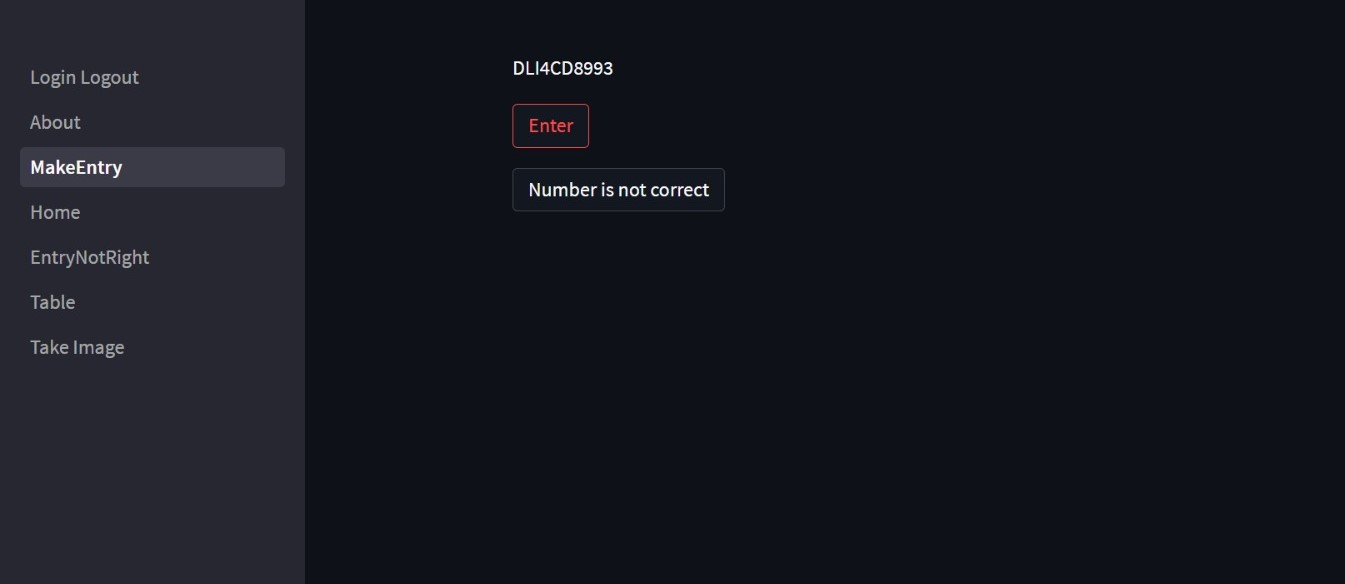 Login Logout
About
MakeEntry
Home
EntryNotRight
Table
Take Image
DLI4CD8993
Enter
Number is not correct